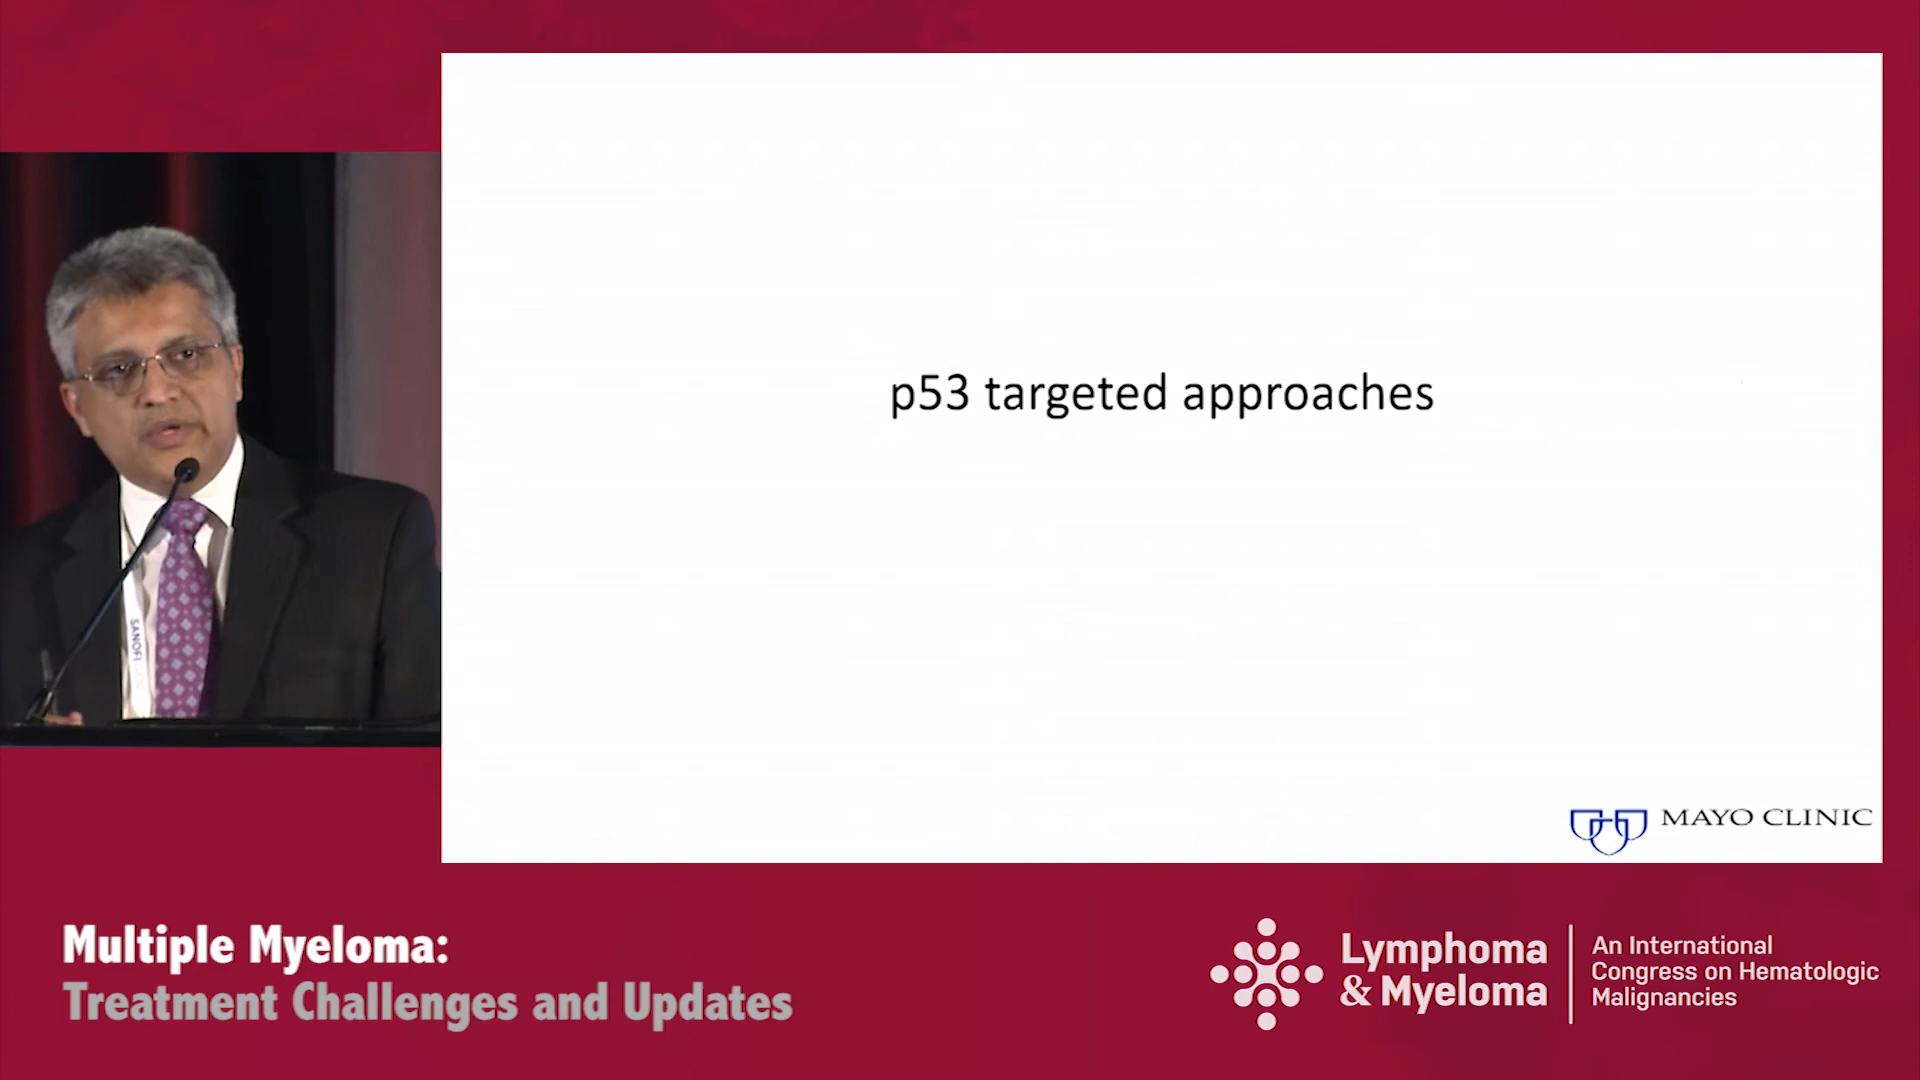 p53 targeted approaches
MAYO CLINIC
SANOFI
Multiple Myeloma:
Treatment Challenges and Updates
Lymphoma
& Myeloma
An International
Congress on Hematologic
Malignancies